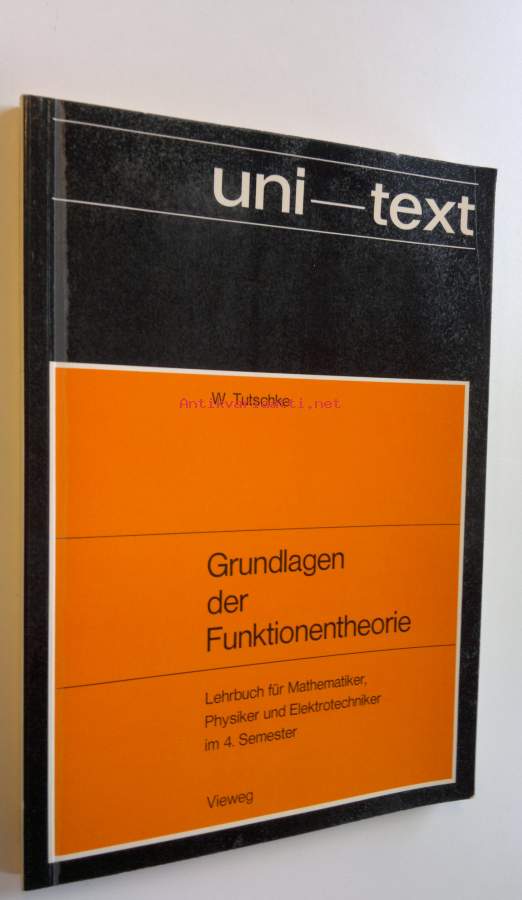 uni—text
W. Tutschke
Antikvariaatti.net
Grundlagen
der
Funktionentheorie
Lehrbuch für Mathematiker,
Physiker und Elektrotechniker
im 4. Semester
Vieweg